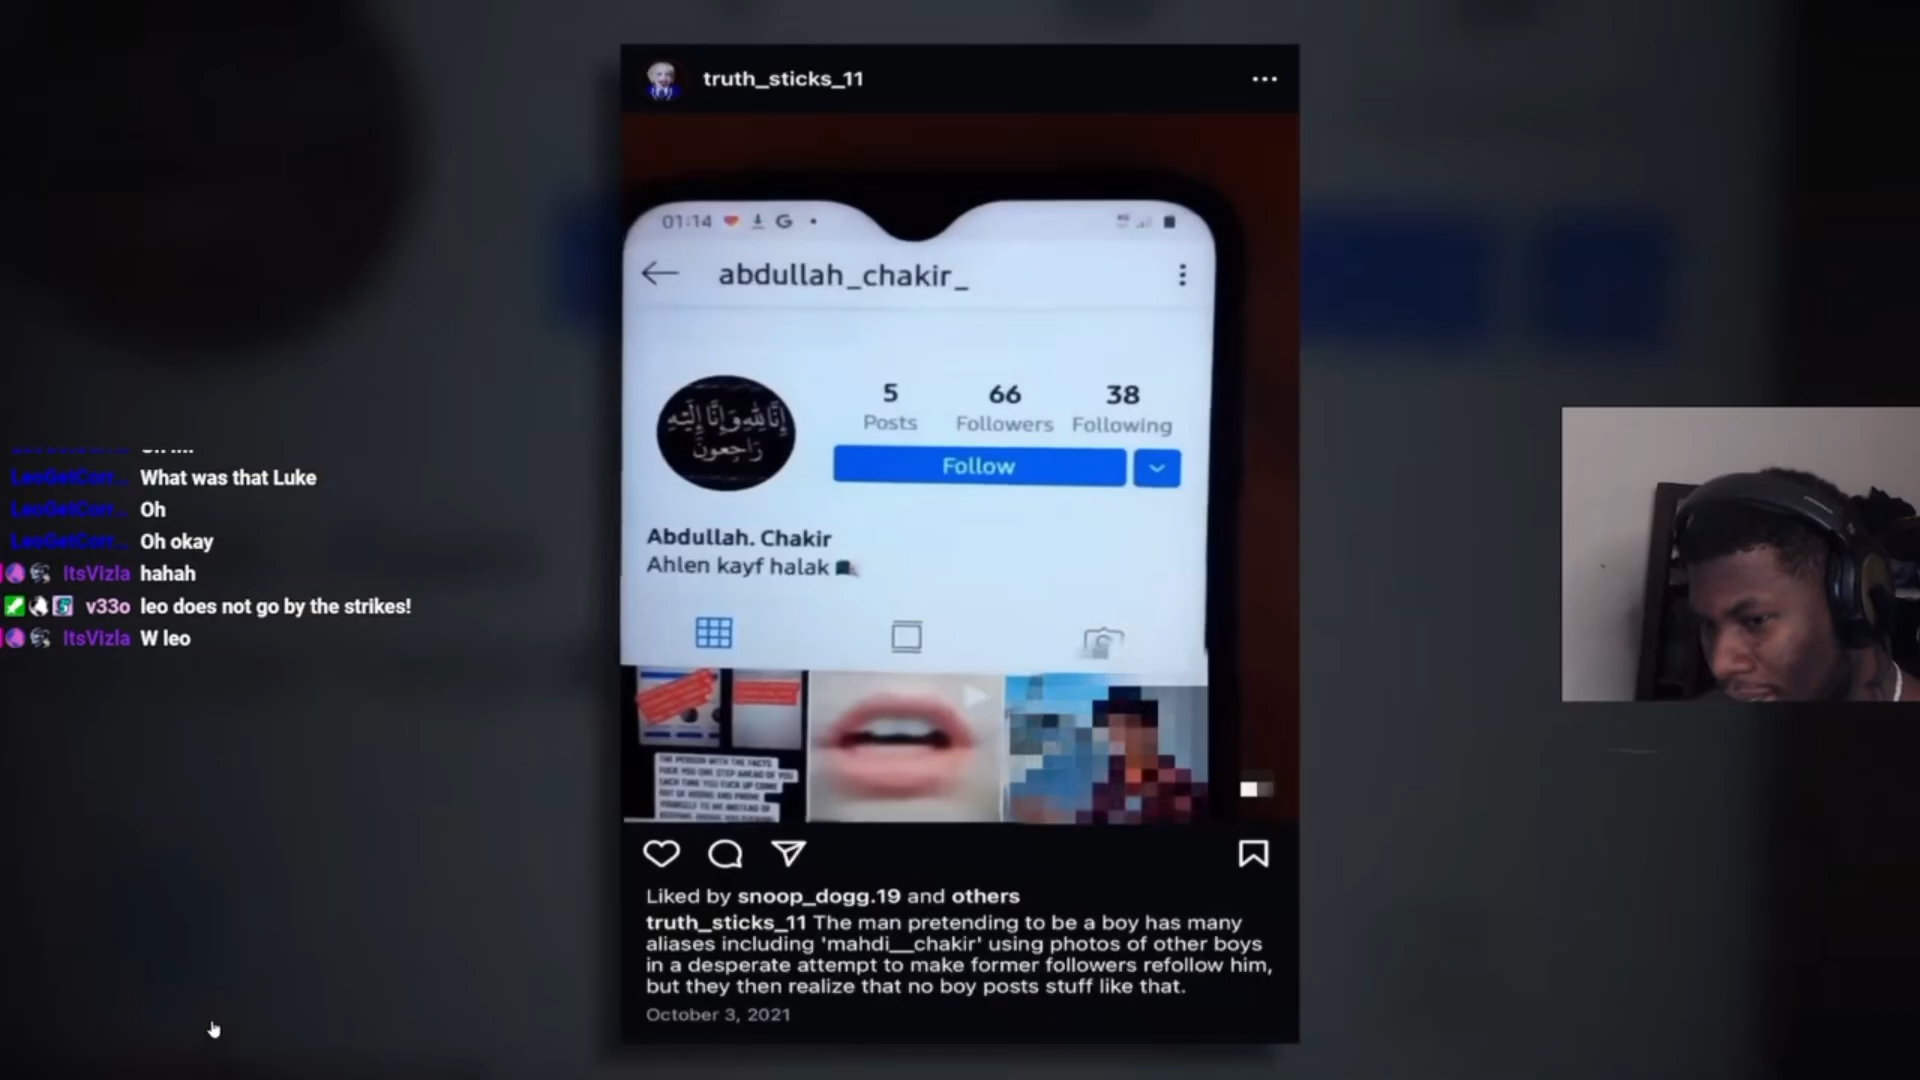 truth_sticks_11
01:14
abdullah_chakir_
إِنَّا لِلَّٰهِ وَإِنَّا إِلَيْهِ
رَاجِعُونَ
5 66 38
Posts Followers Following
Follow
Abdullah. Chakir
Ahlen kayf halak
Liked by snoop_dogg.19 and others
truth_sticks_11 The man pretending to be a boy has many
aliases including 'mahdi__chakir' using photos of other boys
in a desperate attempt to make former followers refollow him,
but they then realize that no boy posts stuff like that.
October 3, 2021
What was that Luke
Oh
Oh okay
ItsVizla hahah
v33o leo does not go by the strikes!
ItsVizla W leo